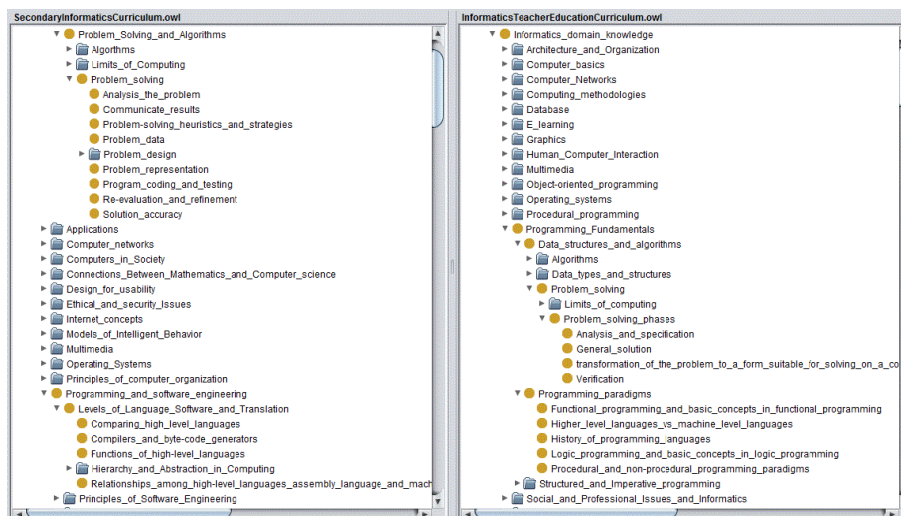 SecondaryInformaticsCurriculum.owl
Problem_Solving_and_Algorithms
Algorthms
Limits_of_Computing
Problem_solving
Analysis_the_problem
Communicate_results
Problem-solving_heuristics_and_strategies
Problem_data
Problem_design
Problem_representation
Program_coding_and_testing
Re-evaluation_and_refinement
Solution_accuracy
Applications
Computer_networks
Computers_in_Society
Connections_Between_Mathematics_and_Computer_science
Design_for_usability
Ethical_and_security_Issues
Internet_concepts
Models_of_Intelligent_Behavior
Multimedia
Operating_Systems
Principles_of_computer_organization
Programming_and_software_engineering
Levels_of_Language_Software_and_Translation
Comparing_high_level_languages
Compilers_and_byte-code_generators
Functions_of_high-level_languages
Hierarchy_and_Abstraction_in_Computing
Relationships_among_high-level_languages_assembly_language_and_mach
Principles_of_Software_Engineering
InformaticsTeacherEducationCurriculum.owl
Informatics_domain_knowledge
Architecture_and_Organization
Computer_basics
Computer_Networks
Computing_methodologies
Database
E_learning
Graphics
Human_Computer_Interaction
Multimedia
Object-oriented_programming
Operating_systems
Procedural_programming
Programming_Fundamentals
Data_structures_and_algorithms
Algorithms
Data_types_and_structures
Problem_solving
Limits_of_computing
Problem_solving_phases
Analysis_and_specification
General_solution
transformation_of_the_problem_to_a_form_suitable_for_solving_on_a_co
Verification
Programming_paradigms
Functional_programming_and_basic_concepts_in_functional_programming
Higher_level_languages_vs_machine_level_languages
History_of_programming_languages
Logic_programming_and_basic_concepts_in_logic_programming
Procedural_and_non-procedural_programming_paradigms
Structured_and_Imperative_programming
Social_and_Professional_Issues_and_Informatics